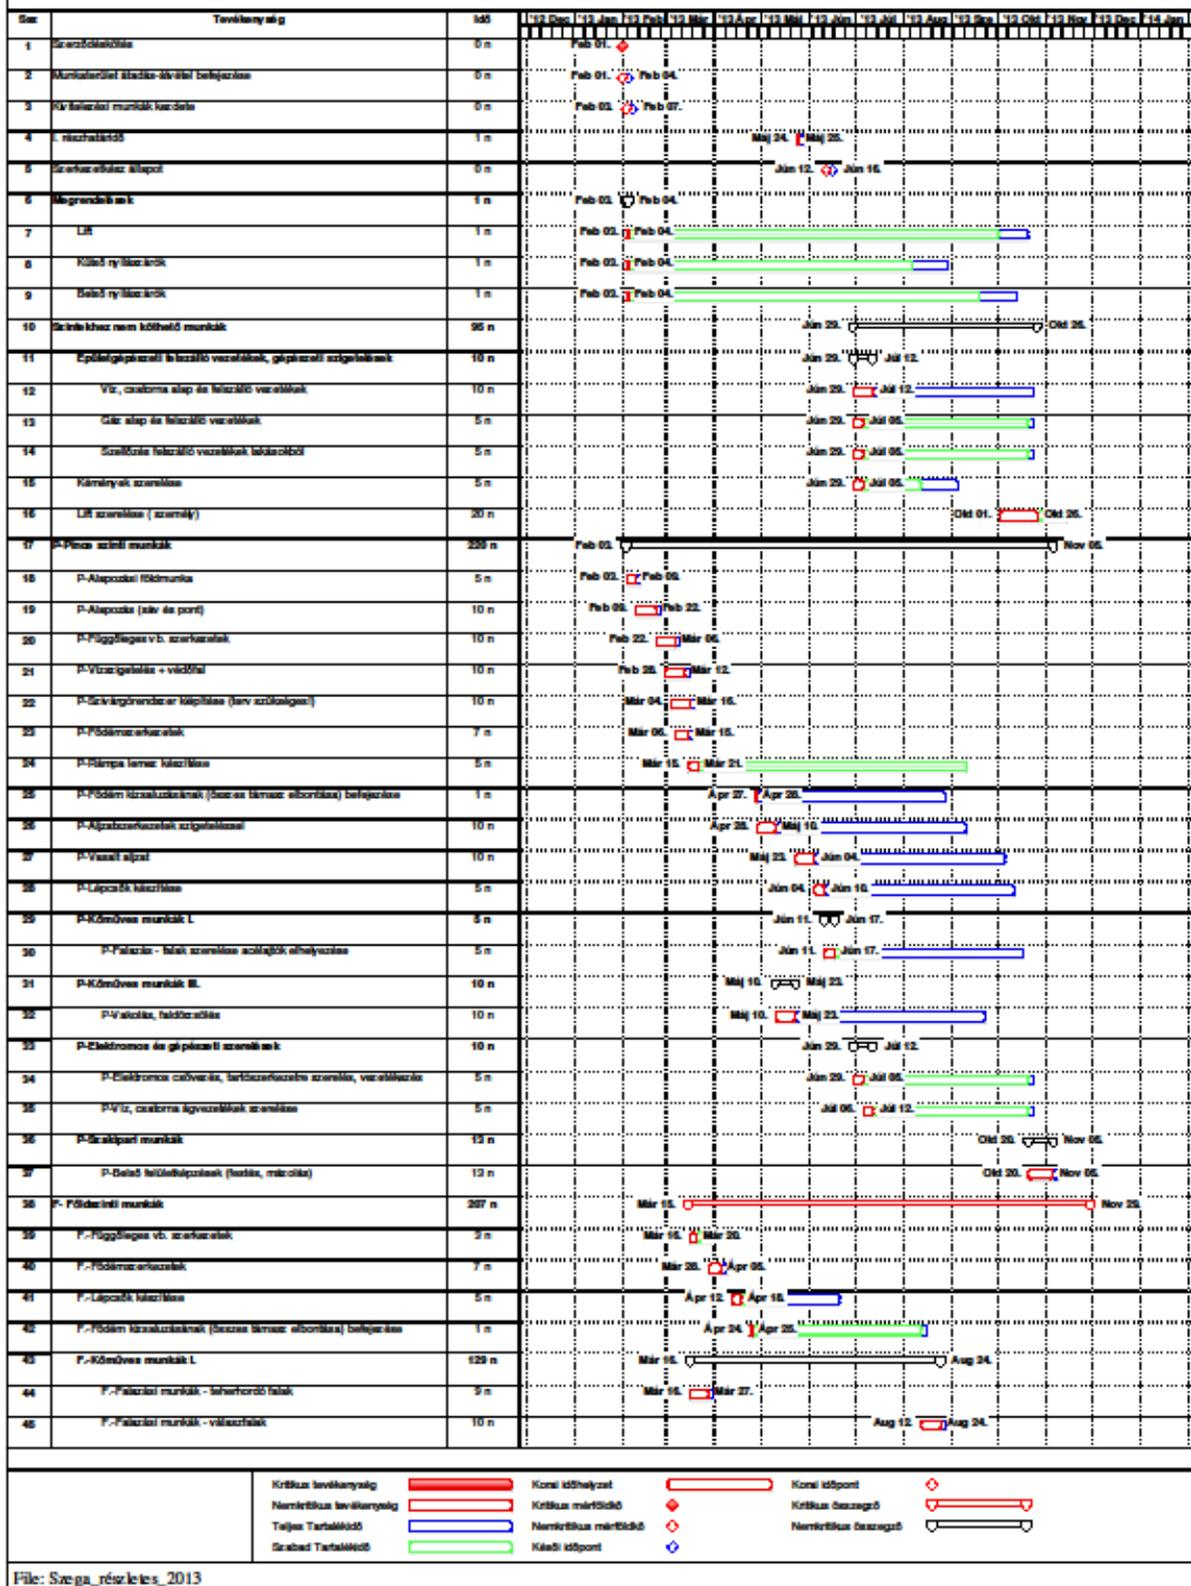 Ssz Tevékenység Idő '12 Dec '13 Jan '13 Feb '13 Már '13 Ápr '13 Máj '13 Jún '13 Júl '13 Aug '13 Sze '13 Okt '13 Nov '13 Dec '14 Jan
1 Szerződéskötés 0 n Feb 01.
2 Munkaterület átadás-átvétel befejezése 0 n Feb 01. Feb 04.
3 Kivitelezési munkák kezdete 0 n Feb 03. Feb 07.
4 I. részhatáridő 1 n Máj 24. Máj 25.
5 Szerkezetkész állapot 0 n Jún 12. Jún 16.
6 Megrendelések 1 n Feb 03. Feb 04.
7 Lift 1 n Feb 03. Feb 04.
8 Külső nyílászárók 1 n Feb 03. Feb 04.
9 Belső nyílászárók 1 n Feb 03. Feb 04.
10 Szintekhez nem köthető munkák 95 n Jún 29. Okt 26.
11 Épületgépészeti felszálló vezetékek, gépészeti szigetelések 10 n Jún 29. Júl 12.
12 Víz, csatorna alap és felszálló vezetékek 10 n Jún 29. Júl 12.
13 Gáz alap és felszálló vezetékek 5 n Jún 29. Júl 05.
14 Szellőzés felszálló vezetékek lakásokból 5 n Jún 29. Júl 05.
15 Kémények szerelése 5 n Jún 29. Júl 05.
16 Lift szerelése ( személy) 20 n Okt 01. Okt 26.
17 P-Pince szinti munkák 220 n Feb 03. Nov 05.
18 P-Alapozási földmunka 5 n Feb 03. Feb 09.
19 P-Alapozás (sáv és pont) 10 n Feb 09. Feb 22.
20 P-Függőleges vb. szerkezetek 10 n Feb 22. Már 06.
21 P-Vízszigetelés + védőfal 10 n Feb 28. Már 12.
22 P-Szivárgórendszer kiépítése (terv szükséges!) 10 n Már 04. Már 16.
23 P-Födémszerkezetek 7 n Már 06. Már 15.
24 P-Rámpa lemez készítése 5 n Már 15. Már 21.
25 P-Födém kizsaluzásának (összes támasz elbontása) befejezése 1 n Ápr 27. Ápr 28.
26 P-Aljzatszerkezetek szigeteléssel 10 n Ápr 28. Máj 10.
27 P-Vasalt aljzat 10 n Máj 23. Jún 04.
28 P-Lépcsők készítése 5 n Jún 04. Jún 10.
29 P-Kőműves munkák I. 5 n Jún 11. Jún 17.
30 P-Falazás - falak szerelése acélajtók elhelyezése 5 n Jún 11. Jún 17.
31 P-Kőműves munkák III. 10 n Máj 10. Máj 23.
32 P-Vakolás, faldörzsölés 10 n Máj 10. Máj 23.
33 P-Elektromos és gépészeti szerelések 10 n Jún 29. Júl 12.
34 P-Elektromos csövezés, tartószerkezetre szerelés, vezetékezés 5 n Jún 29. Júl 05.
35 P-Víz, csatorna ágvezetékek szerelése 5 n Júl 06. Júl 12.
36 P-Szakipari munkák 13 n Okt 20. Nov 05.
37 P-Belső felületképzések (festés, mázolás) 13 n Okt 20. Nov 05.
38 F- Földszinti munkák 207 n Már 15. Nov 29.
39 F.-Függőleges vb. szerkezetek 3 n Már 16. Már 20.
40 F.-Födémszerkezetek 7 n Már 28. Ápr 05.
41 F.-Lépcsők készítése 5 n Ápr 12. Ápr 18.
42 F.-Födém kizsaluzásának (összes támasz elbontása) befejezése 1 n Ápr 24. Ápr 25.
43 F.-Kőműves munkák I. 129 n Már 16. Aug 24.
44 F.-Falazási munkák - teherhordó falak 9 n Már 16. Már 27.
45 F.-Falazási munkák - válaszfalak 10 n Aug 12. Aug 24.
Kritikus tevékenység Korai időhelyzet Korai időpont
Nemkritikus tevékenység Kritikus mérföldkő Kritikus összegző
Teljes Tartalékidő Nemkritikus mérföldkő Nemkritikus összegző
Szabad Tartalékidő Késői időpont
File: Szega_részletes_2013